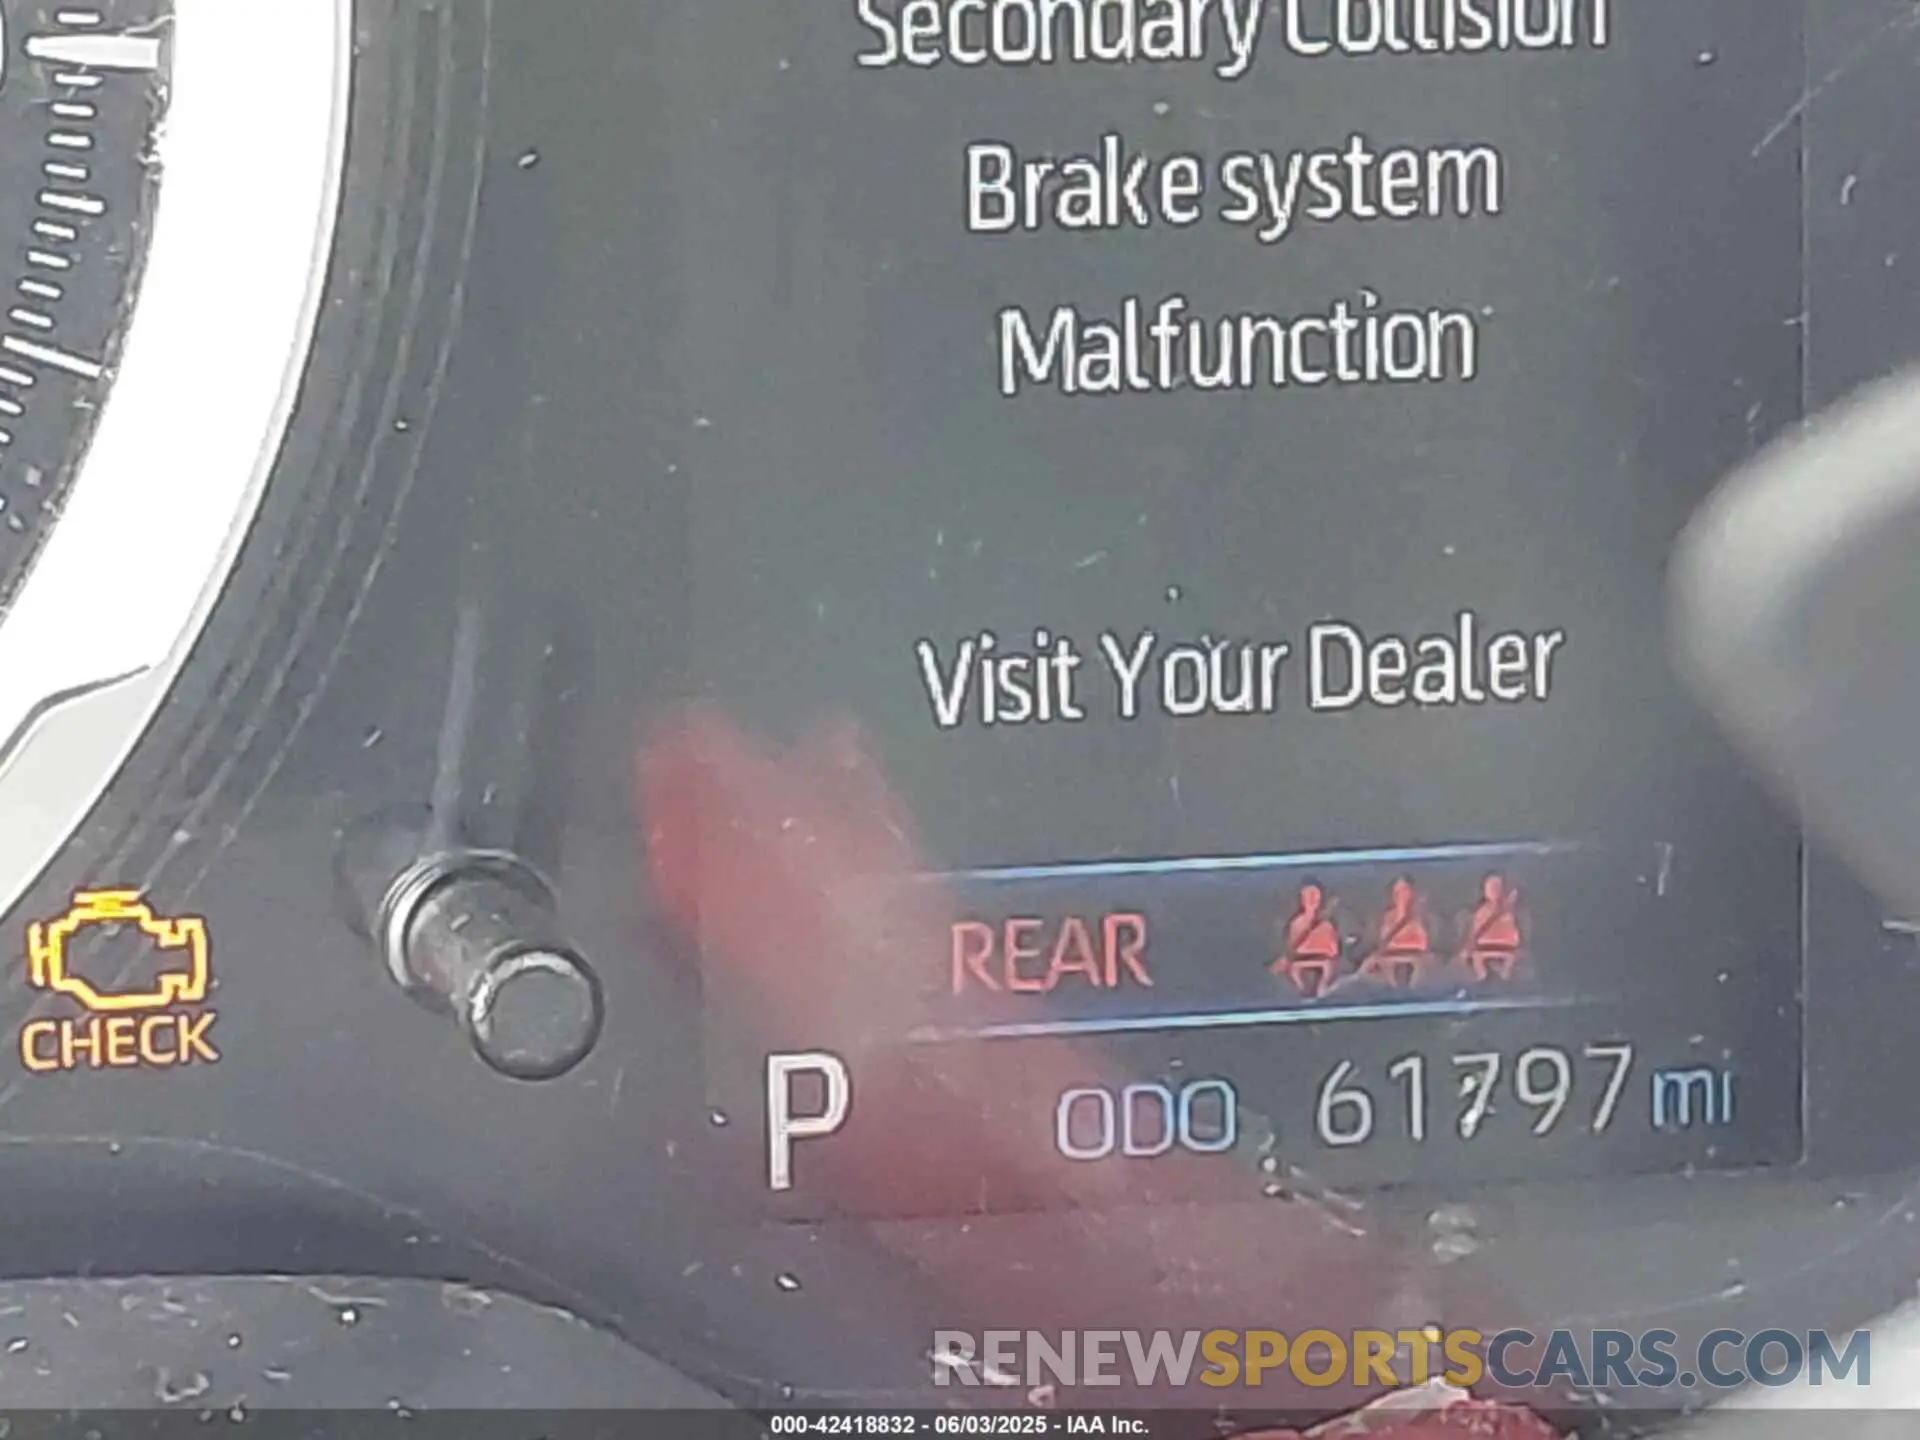 Secondary Collision
Brake system
Malfunction
Visit Your Dealer
REAR
CHECK
P ODO 61797 mi
RENEWSPORTSCARS.COM
000-42418832 - 06/03/2025 - IAA Inc.